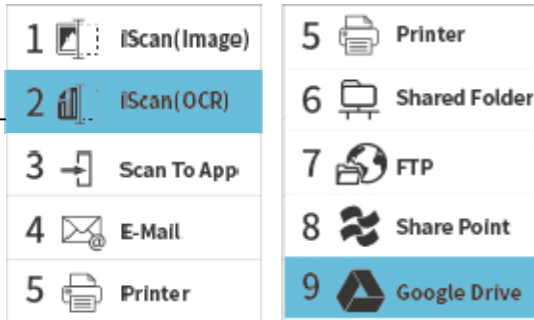 1 iScan(Image)
2 iScan(OCR)
3 Scan To App
4 E-Mail
5 Printer
5 Printer
6 Shared Folder
7 FTP
8 Share Point
9 Google Drive